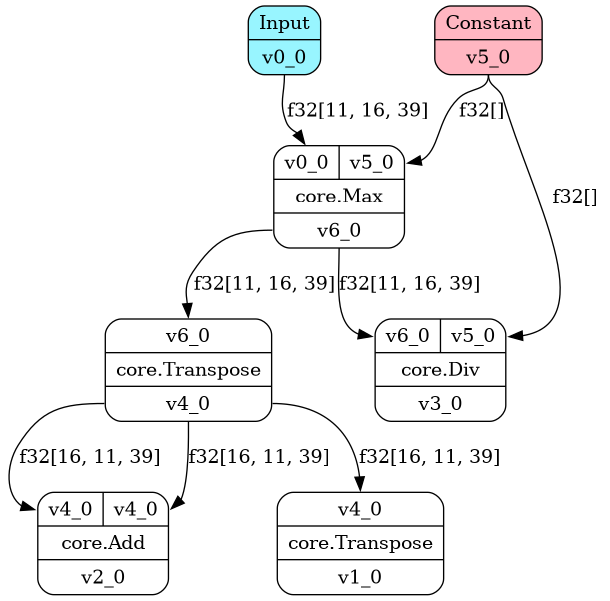 Input
v0_0
Constant
v5_0
f32[11, 16, 39]
f32[]
v0_0 v5_0
core.Max
v6_0
f32[]
f32[11, 16, 39]
f32[11, 16, 39]
v6_0
core.Transpose
v4_0
v6_0 v5_0
core.Div
v3_0
f32[16, 11, 39]
f32[16, 11, 39]
f32[16, 11, 39]
v4_0 v4_0
core.Add
v2_0
v4_0
core.Transpose
v1_0